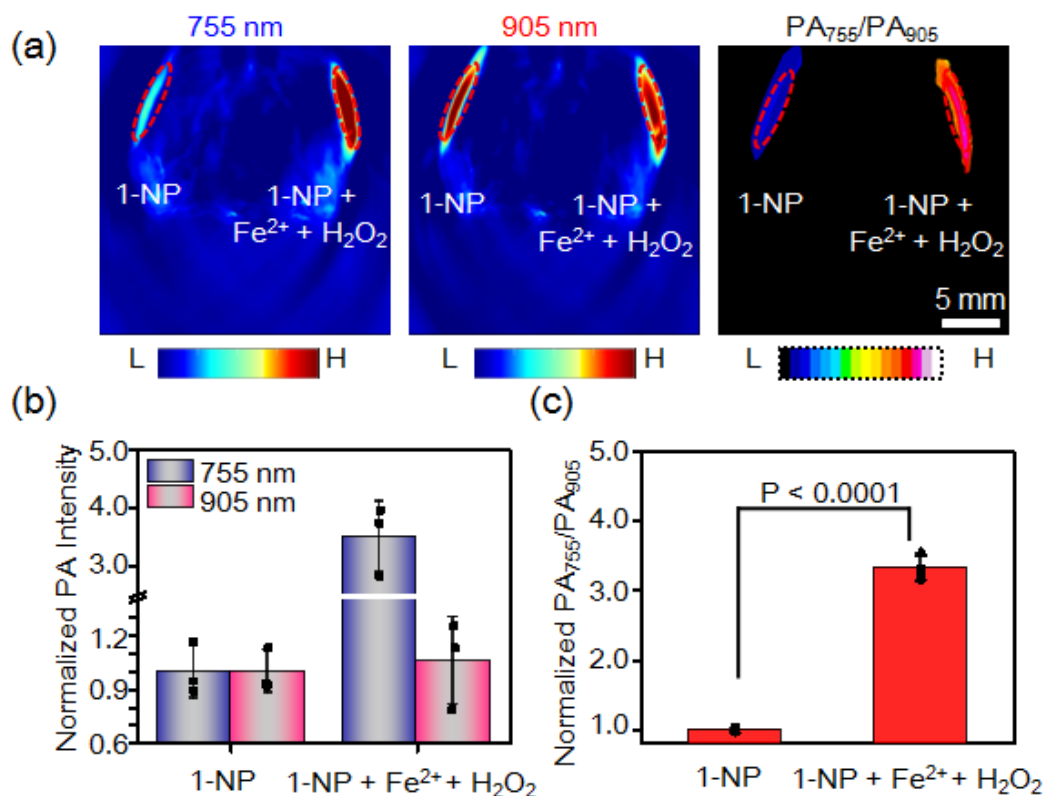 (a)
755 nm
905 nm
PA₇₅₅/PA₉₀₅
1-NP
1-NP +
Fe²⁺ + H₂O₂
1-NP
1-NP +
Fe²⁺ + H₂O₂
1-NP
1-NP +
Fe²⁺ + H₂O₂
5 mm
L
H
L
H
L
H
(b)
Normalized PA Intensity
5.0
4.0
3.0
1.2
0.9
0.6
755 nm
905 nm
1-NP
1-NP + Fe²⁺ + H₂O₂
(c)
Normalized PA₇₅₅/PA₉₀₅
5.0
4.0
3.0
2.0
1.0
P < 0.0001
1-NP
1-NP + Fe²⁺ + H₂O₂